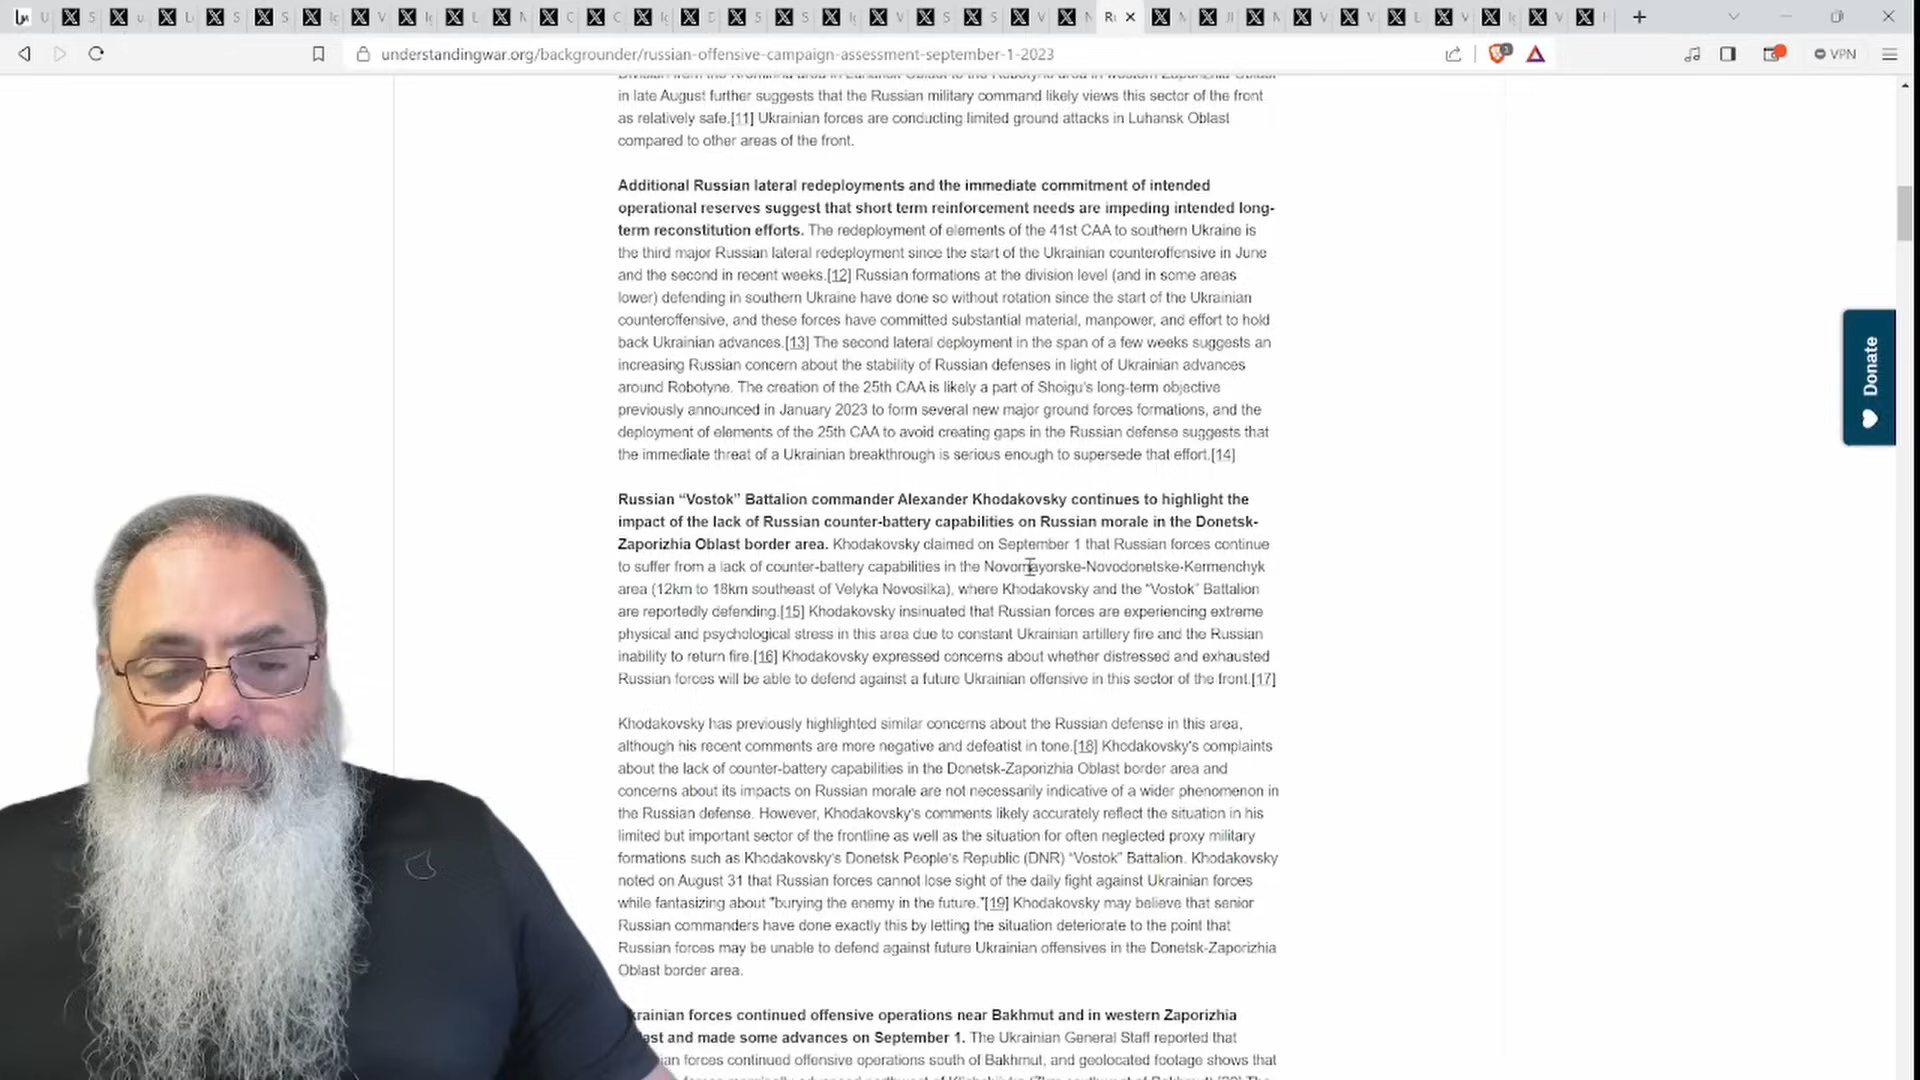 understandingwar.org/backgrounder/russian-offensive-campaign-assessment-september-1-2023
VPN
in late August further suggests that the Russian military command likely views this sector of the front
as relatively safe.[11] Ukrainian forces are conducting limited ground attacks in Luhansk Oblast
compared to other areas of the front.
Additional Russian lateral redeployments and the immediate commitment of intended
operational reserves suggest that short term reinforcement needs are impeding intended long-
term reconstitution efforts. The redeployment of elements of the 41st CAA to southern Ukraine is
the third major Russian lateral redeployment since the start of the Ukrainian counteroffensive in June
and the second in recent weeks.[12] Russian formations at the division level (and in some areas
lower) defending in southern Ukraine have done so without rotation since the start of the Ukrainian
counteroffensive, and these forces have committed substantial material, manpower, and effort to hold
back Ukrainian advances.[13] The second lateral deployment in the span of a few weeks suggests an
increasing Russian concern about the stability of Russian defenses in light of Ukrainian advances
around Robotyne. The creation of the 25th CAA is likely a part of Shoigu's long-term objective
previously announced in January 2023 to form several new major ground forces formations, and the
deployment of elements of the 25th CAA to avoid creating gaps in the Russian defense suggests that
the immediate threat of a Ukrainian breakthrough is serious enough to supersede that effort.[14]
Donate
Russian “Vostok” Battalion commander Alexander Khodakovsky continues to highlight the
impact of the lack of Russian counter-battery capabilities on Russian morale in the Donetsk-
Zaporizhia Oblast border area. Khodakovsky claimed on September 1 that Russian forces continue
to suffer from a lack of counter-battery capabilities in the Novomayorske-Novodonetske-Kermenchyk
area (12km to 18km southeast of Velyka Novosilka), where Khodakovsky and the “Vostok” Battalion
are reportedly defending.[15] Khodakovsky insinuated that Russian forces are experiencing extreme
physical and psychological stress in this area due to constant Ukrainian artillery fire and the Russian
inability to return fire.[16] Khodakovsky expressed concerns about whether distressed and exhausted
Russian forces will be able to defend against a future Ukrainian offensive in this sector of the front.[17]
Khodakovsky has previously highlighted similar concerns about the Russian defense in this area,
although his recent comments are more negative and defeatist in tone.[18] Khodakovsky's complaints
about the lack of counter-battery capabilities in the Donetsk-Zaporizhia Oblast border area and
concerns about its impacts on Russian morale are not necessarily indicative of a wider phenomenon in
the Russian defense. However, Khodakovsky's comments likely accurately reflect the situation in his
limited but important sector of the frontline as well as the situation for often neglected proxy military
formations such as Khodakovsky's Donetsk People's Republic (DNR) “Vostok” Battalion. Khodakovsky
noted on August 31 that Russian forces cannot lose sight of the daily fight against Ukrainian forces
while fantasizing about "burying the enemy in the future."[19] Khodakovsky may believe that senior
Russian commanders have done exactly this by letting the situation deteriorate to the point that
Russian forces may be unable to defend against future Ukrainian offensives in the Donetsk-Zaporizhia
Oblast border area.
krainian forces continued offensive operations near Bakhmut and in western Zaporizhia
and made some advances on September 1. The Ukrainian General Staff reported that
forces continued offensive operations south of Bakhmut, and geolocated footage shows that